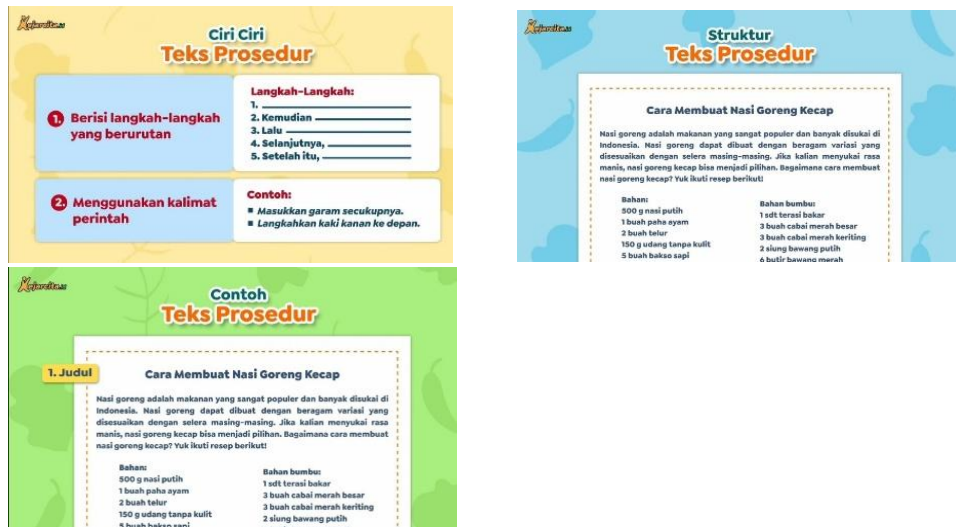 Kejarcita.id
Ciri Ciri
Teks Prosedur
1. Berisi langkah-langkah
yang berurutan
Langkah-Langkah:
1.
2. Kemudian
3. Lalu
4. Selanjutnya,
5. Setelah itu,
2. Menggunakan kalimat
perintah
Contoh:
Masukkan garam secukupnya.
Langkahkan kaki kanan ke depan.
Kejarcita.id
Struktur
Teks Prosedur
Cara Membuat Nasi Goreng Kecap
Nasi goreng adalah makanan yang sangat populer dan banyak disukai di
Indonesia. Nasi goreng dapat dibuat dengan beragam variasi yang
disesuaikan dengan selera masing-masing. Jika kalian menyukai rasa
manis, nasi goreng kecap bisa menjadi pilihan. Bagaimana cara membuat
nasi goreng kecap? Yuk ikuti resep berikut!
Bahan:
500 g nasi putih
1 buah paha ayam
2 buah telur
150 g udang tanpa kulit
5 buah bakso sapi
Bahan bumbu:
1 sdt terasi bakar
3 buah cabai merah besar
3 buah cabai merah keriting
2 siung bawang putih
6 butir bawang merah
Kejarcita.id
Contoh
Teks Prosedur
1. Judul
Cara Membuat Nasi Goreng Kecap
Nasi goreng adalah makanan yang sangat populer dan banyak disukai di
Indonesia. Nasi goreng dapat dibuat dengan beragam variasi yang
disesuaikan dengan selera masing-masing. Jika kalian menyukai rasa
manis, nasi goreng kecap bisa menjadi pilihan. Bagaimana cara membuat
nasi goreng kecap? Yuk ikuti resep berikut!
Bahan:
500 g nasi putih
1 buah paha ayam
2 buah telur
150 g udang tanpa kulit
5 buah bakso sapi
Bahan bumbu:
1 sdt terasi bakar
3 buah cabai merah besar
3 buah cabai merah keriting
2 siung bawang putih